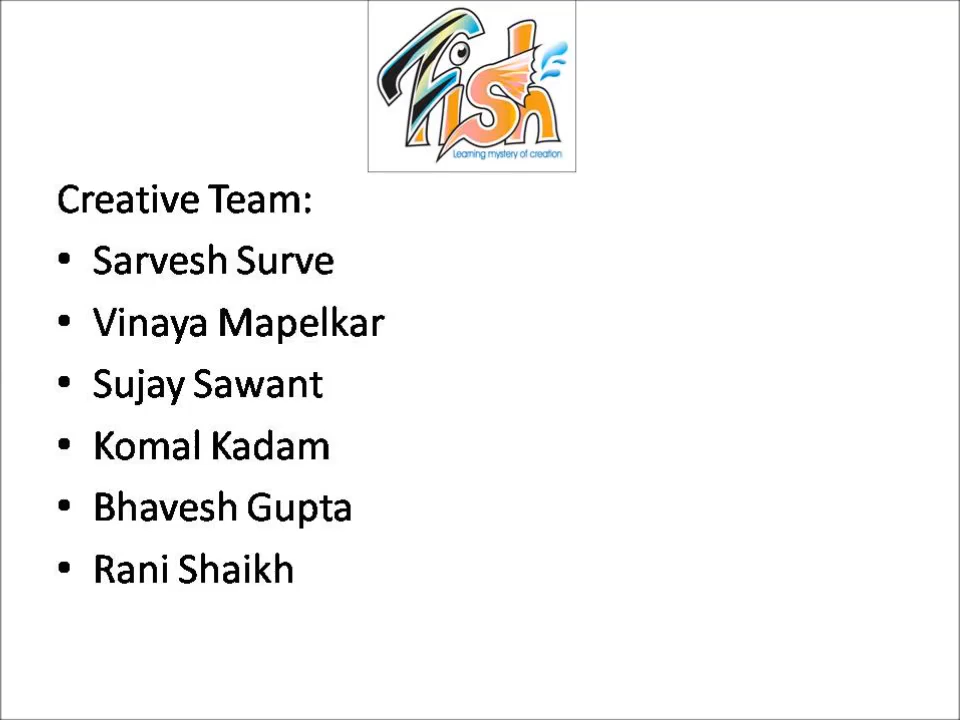 Fish
Learning mystery of creation
Creative Team:
• Sarvesh Surve
• Vinaya Mapelkar
• Sujay Sawant
• Komal Kadam
• Bhavesh Gupta
• Rani Shaikh